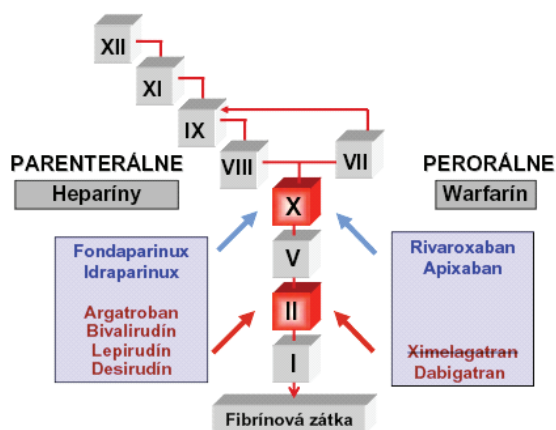 XII
XI
IX
VIII
VII
PARENTERÁLNE
Heparíny
PERORÁLNE
Warfarín
X
Fondaparinux
Idraparinux
Rivaroxaban
Apixaban
V
Argatroban
Bivalirudín
Lepirudín
Desirudín
II
Ximelagatran
Dabigatran
I
Fibrínová zátka